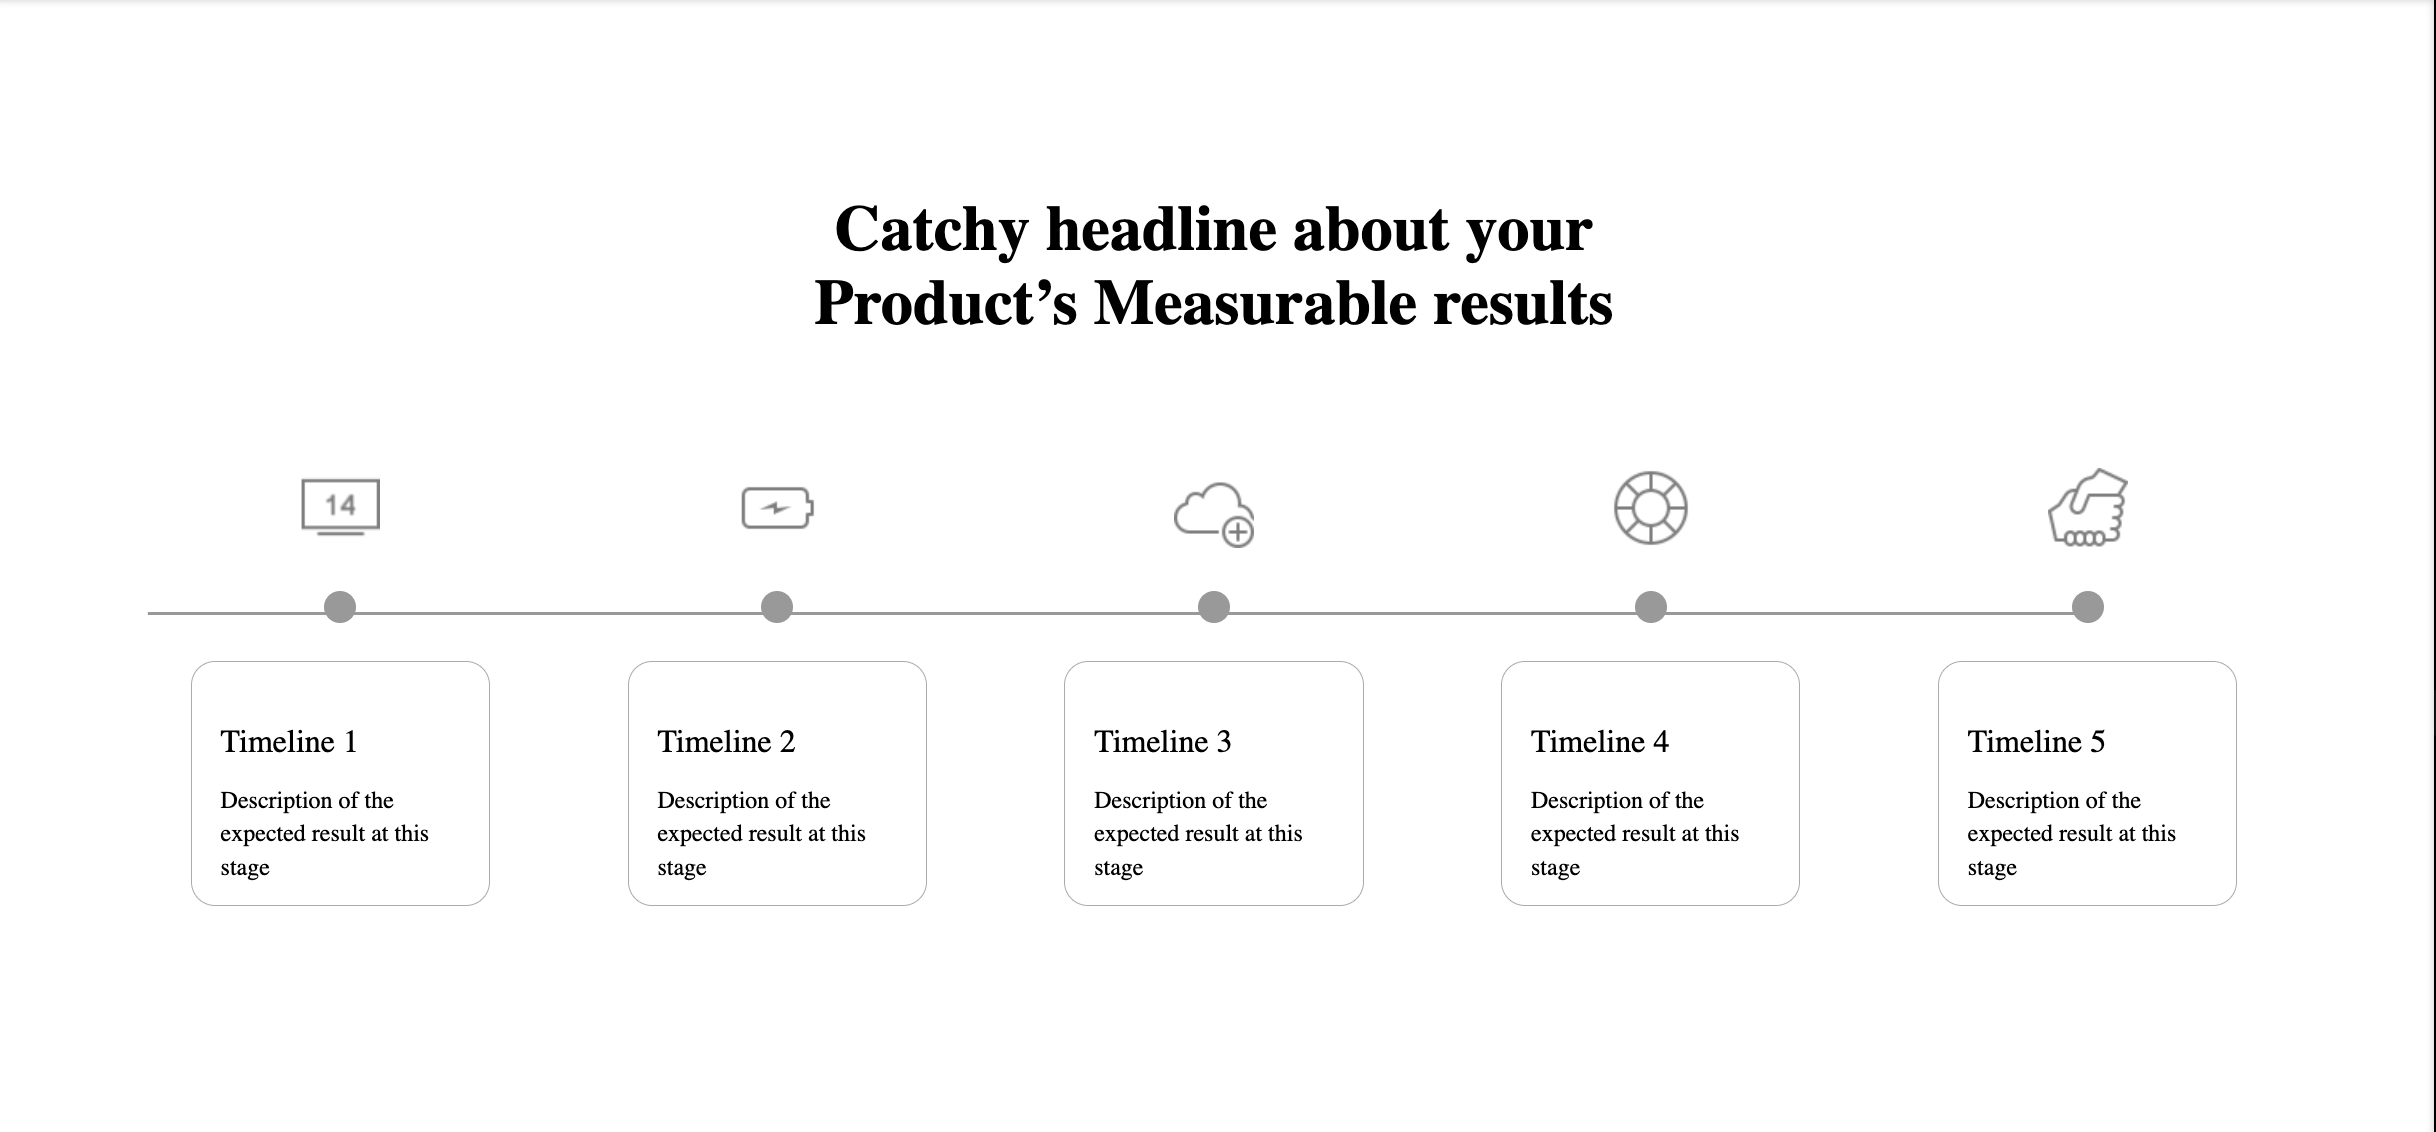 Catchy headline about your
Product’s Measurable results
14
Timeline 1
Description of the
expected result at this
stage
Timeline 2
Description of the
expected result at this
stage
Timeline 3
Description of the
expected result at this
stage
Timeline 4
Description of the
expected result at this
stage
Timeline 5
Description of the
expected result at this
stage